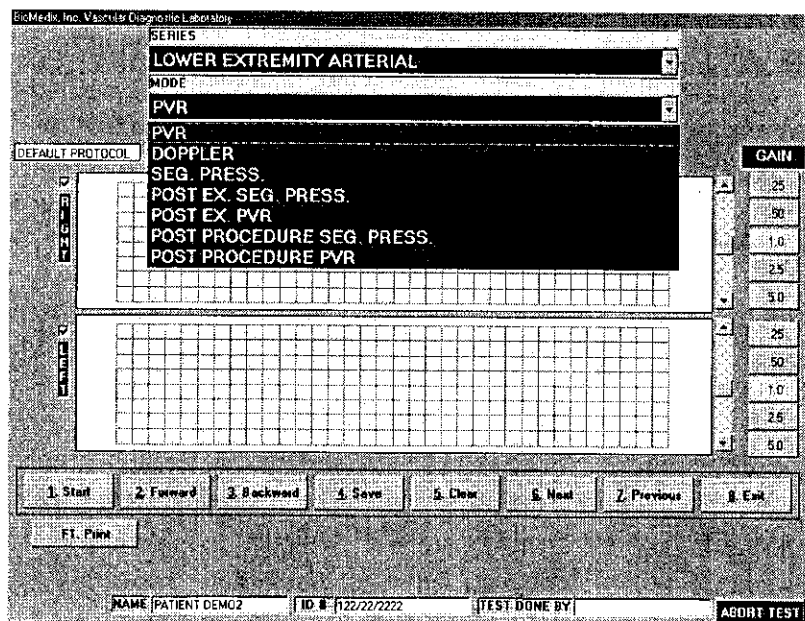 BioMedix, Inc. Vascular Diagnostic Laboratory
SERIES
LOWER EXTREMITY ARTERIAL
MODE
PVR
PVR
DOPPLER
SEG. PRESS.
POST EX. SEG. PRESS.
POST EX. PVR
POST PROCEDURE SEG. PRESS.
POST PROCEDURE PVR
DEFAULT PROTOCOL
GAIN
RIGHT
.25
.50
1.0
2.5
5.0
LEFT
.25
.50
1.0
2.5
5.0
1. Start
2. Forward
3. Backward
4. Save
5. Clear
6. Next
7. Previous
8. Exit
FT. Print
NAME PATIENT DEMO2 ID # 122/22/2222 TEST DONE BY
ABORT TEST